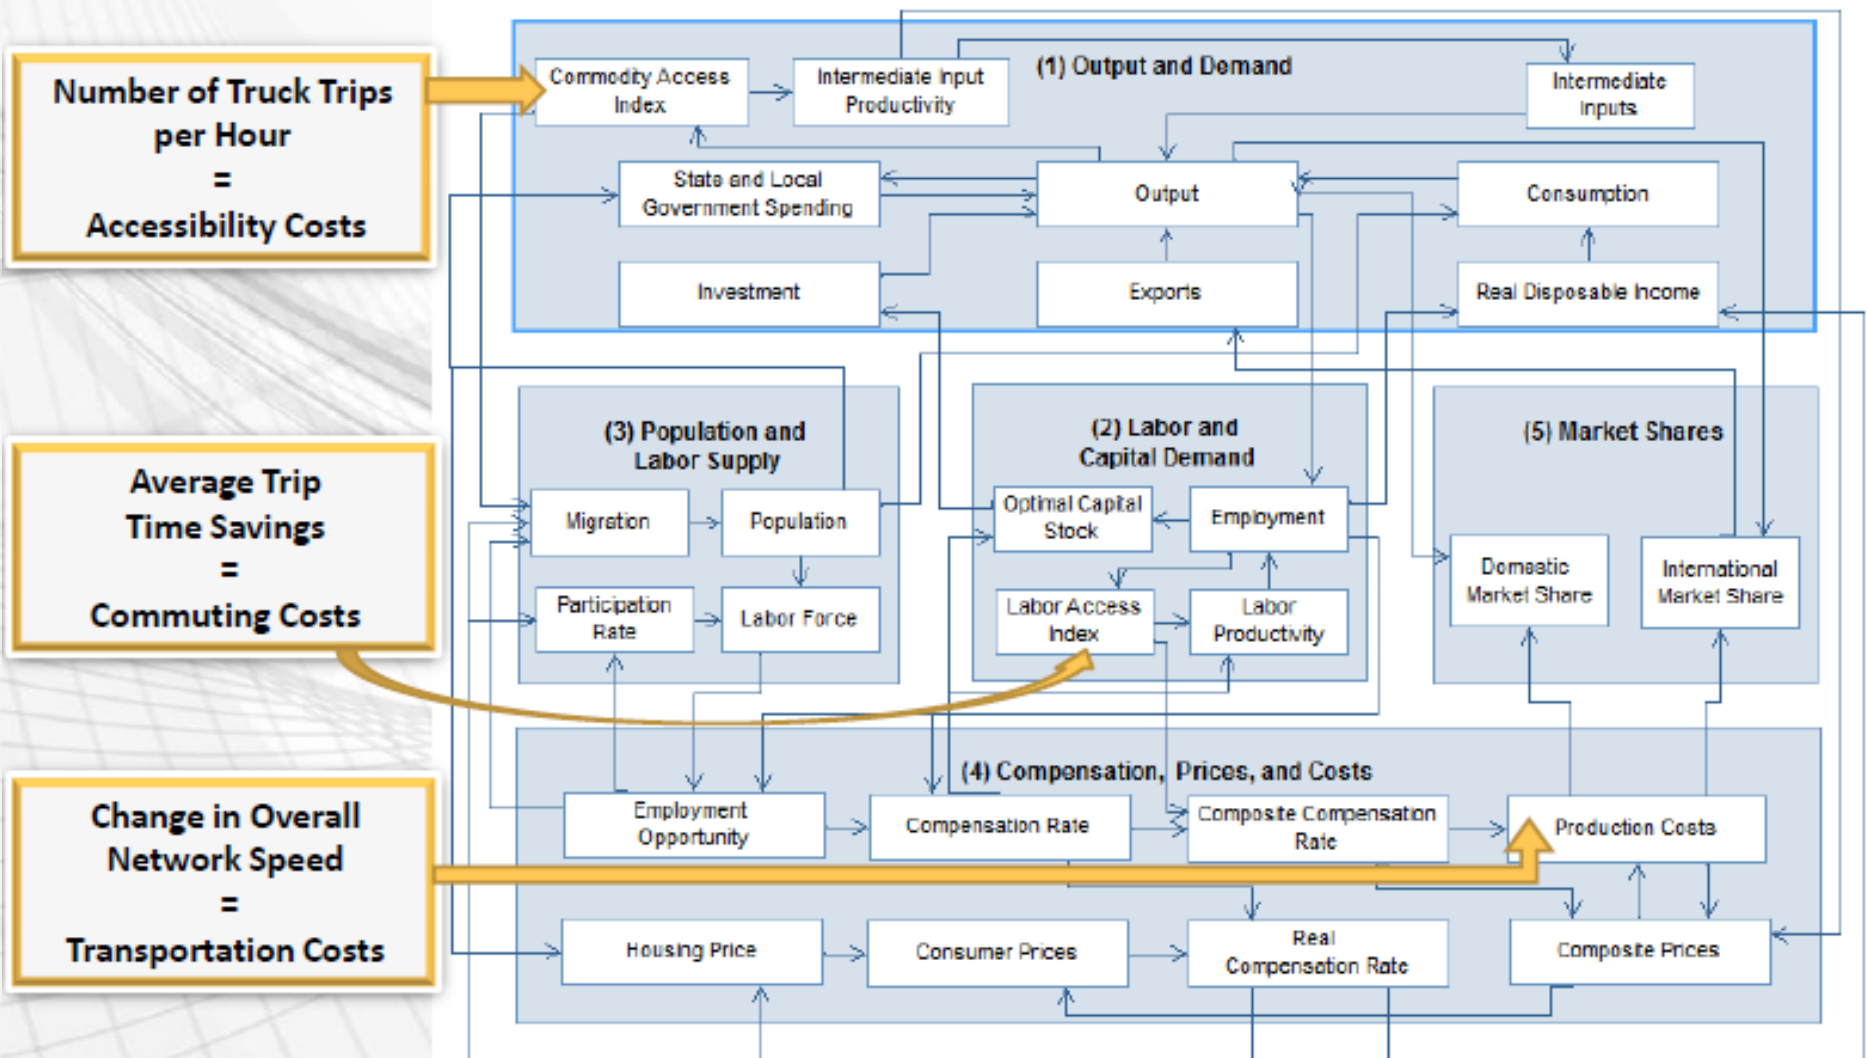 Number of Truck Trips
per Hour
=
Accessibility Costs
Average Trip
Time Savings
=
Commuting Costs
Change in Overall
Network Speed
=
Transportation Costs
(1) Output and Demand
Commodity Access
Index
Intermediate Input
Productivity
Intermediate
Inputs
State and Local
Government Spending
Output
Consumption
Investment
Exports
Real Disposable Income
(3) Population and
Labor Supply
Migration
Population
Participation
Rate
Labor Force
(2) Labor and
Capital Demand
Optimal Capital
Stock
Employment
Labor Access
Index
Labor
Productivity
(5) Market Shares
Domestic
Market Share
International
Market Share
(4) Compensation, Prices, and Costs
Employment
Opportunity
Compensation Rate
Composite Compensation
Rate
Production Costs
Housing Price
Consumer Prices
Real
Compensation Rate
Composite Prices